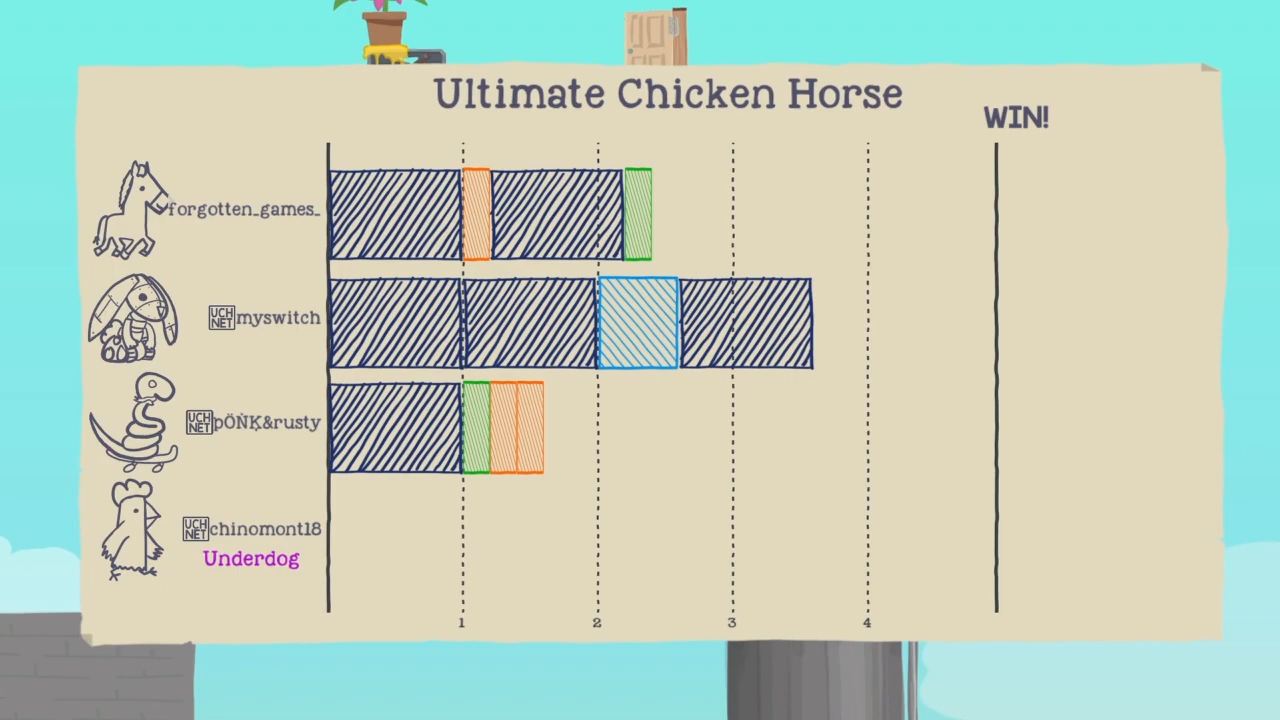 Ultimate Chicken Horse
WIN!
forgotten_games_
UCH NET myswitch
UCH NET pÖŃĶ&rusty
UCH NET chinomont18
Underdog
1 2 3 4